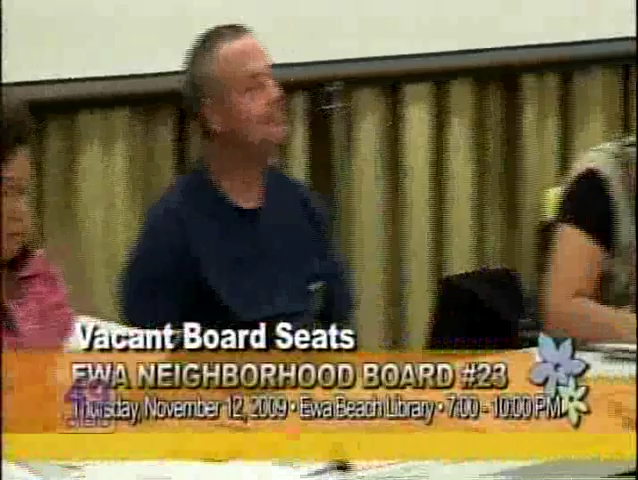 Vacant Board Seats
EWA NEIGHBORHOOD BOARD #23
Thursday, November 12, 2009 • Ewa Beach Library • 7:00 - 10:00 PM